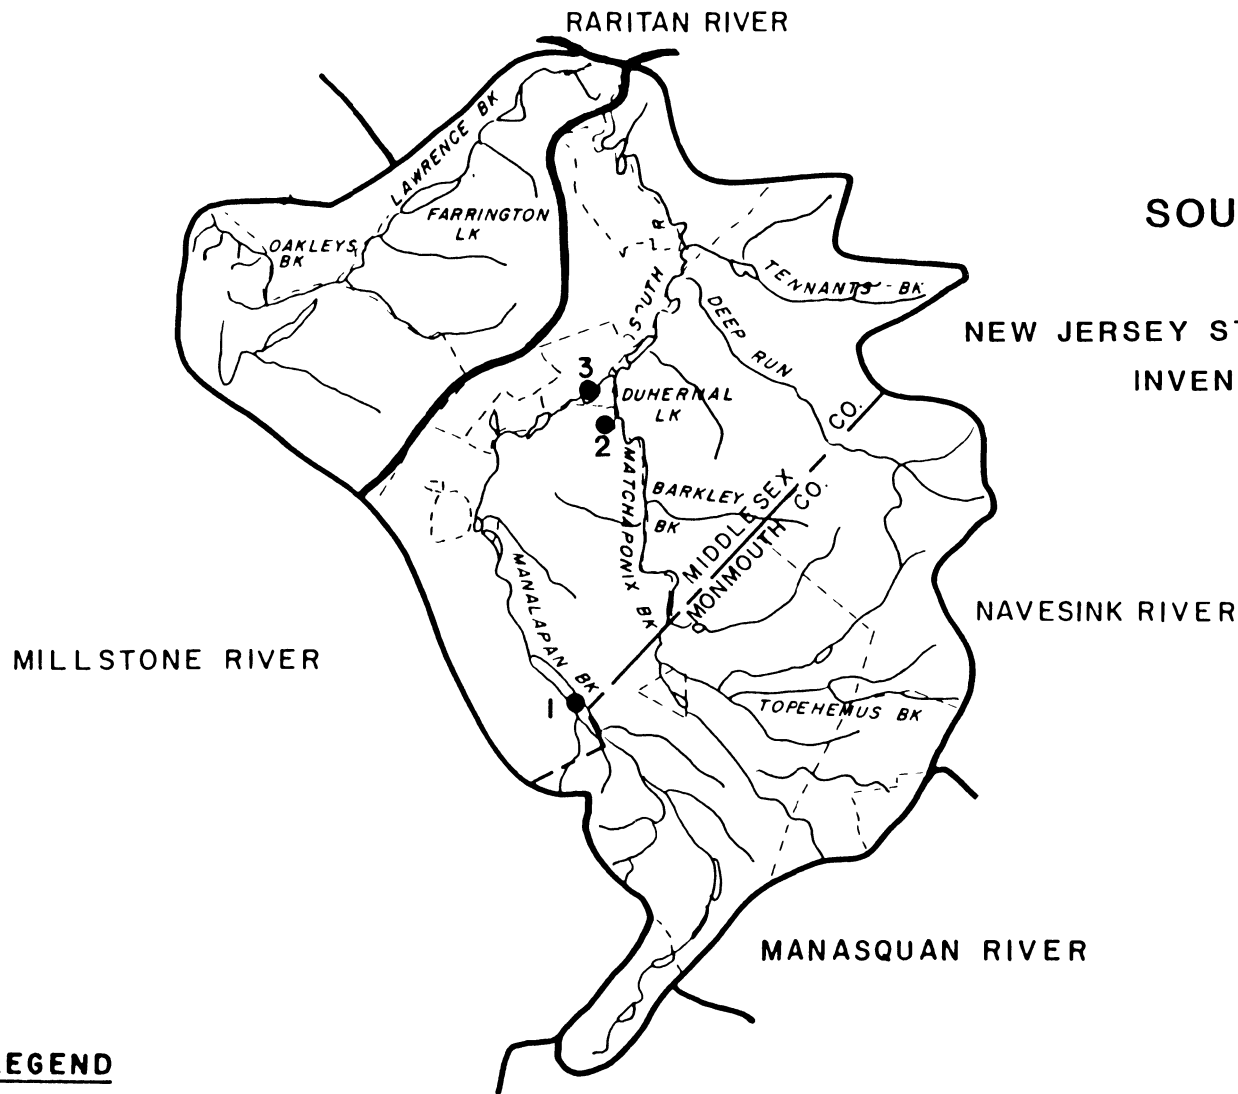 RARITAN RIVER
LAWRENCE BK
FARRINGTON
LK
OAKLEYS
BK
SOUTH R
TENNANTS BK
DEEP RUN
SOU
NEW JERSEY ST
INVEN
3
DUHERNAL
LK
2
CO.
MATCHAPONIX BK
BARKLEY
BK
MIDDLESEX
MONMOUTH CO.
MANALAPAN BK
NAVESINK RIVER
MILLSTONE RIVER
1
TOPEHEMUS BK
MANASQUAN RIVER
LEGEND